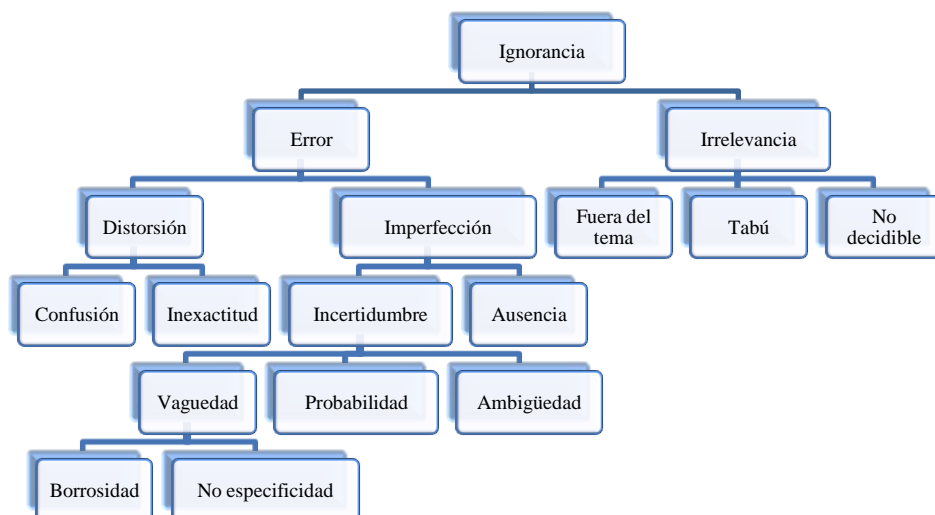 Ignorancia
Error
Irrelevancia
Distorsión
Imperfección
Fuera del
tema
Tabú
No
decidible
Confusión
Inexactitud
Incertidumbre
Ausencia
Vaguedad
Probabilidad
Ambigüedad
Borrosidad
No especificidad